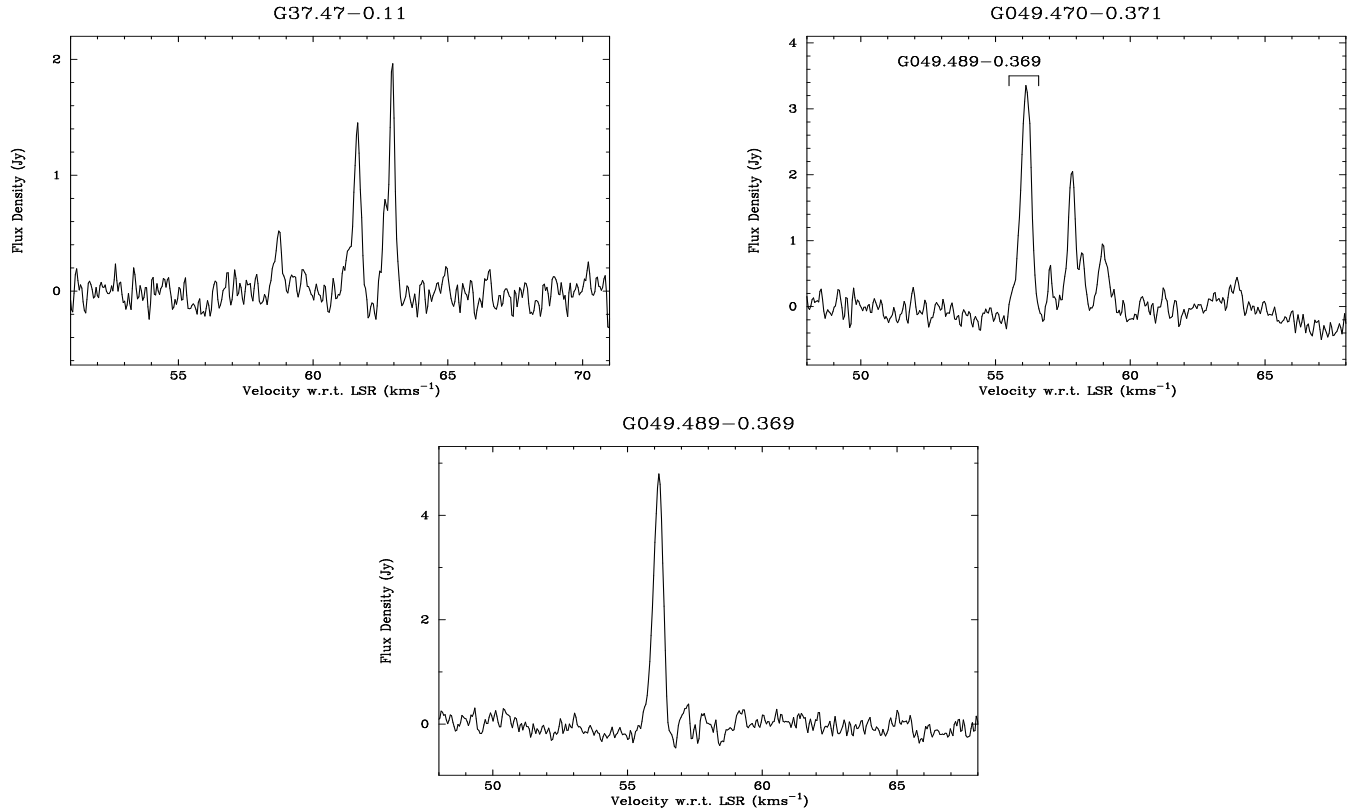 G37.47−0.11
2
1
0
Flux Density (Jy)
55 60 65 70
Velocity w.r.t. LSR (kms⁻¹)
G049.470−0.371
G049.489−0.369
4
3
2
1
0
Flux Density (Jy)
50 55 60 65
Velocity w.r.t. LSR (kms⁻¹)
G049.489−0.369
4
2
0
Flux Density (Jy)
50 55 60 65
Velocity w.r.t. LSR (kms⁻¹)